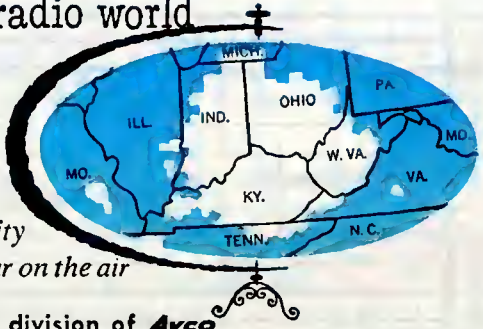 radio world
MICH.
PA.
ILL.
IND.
OHIO
MD.
W. VA.
MO.
VA.
KY.
TENN.
N. C.
on the air
division of Avco